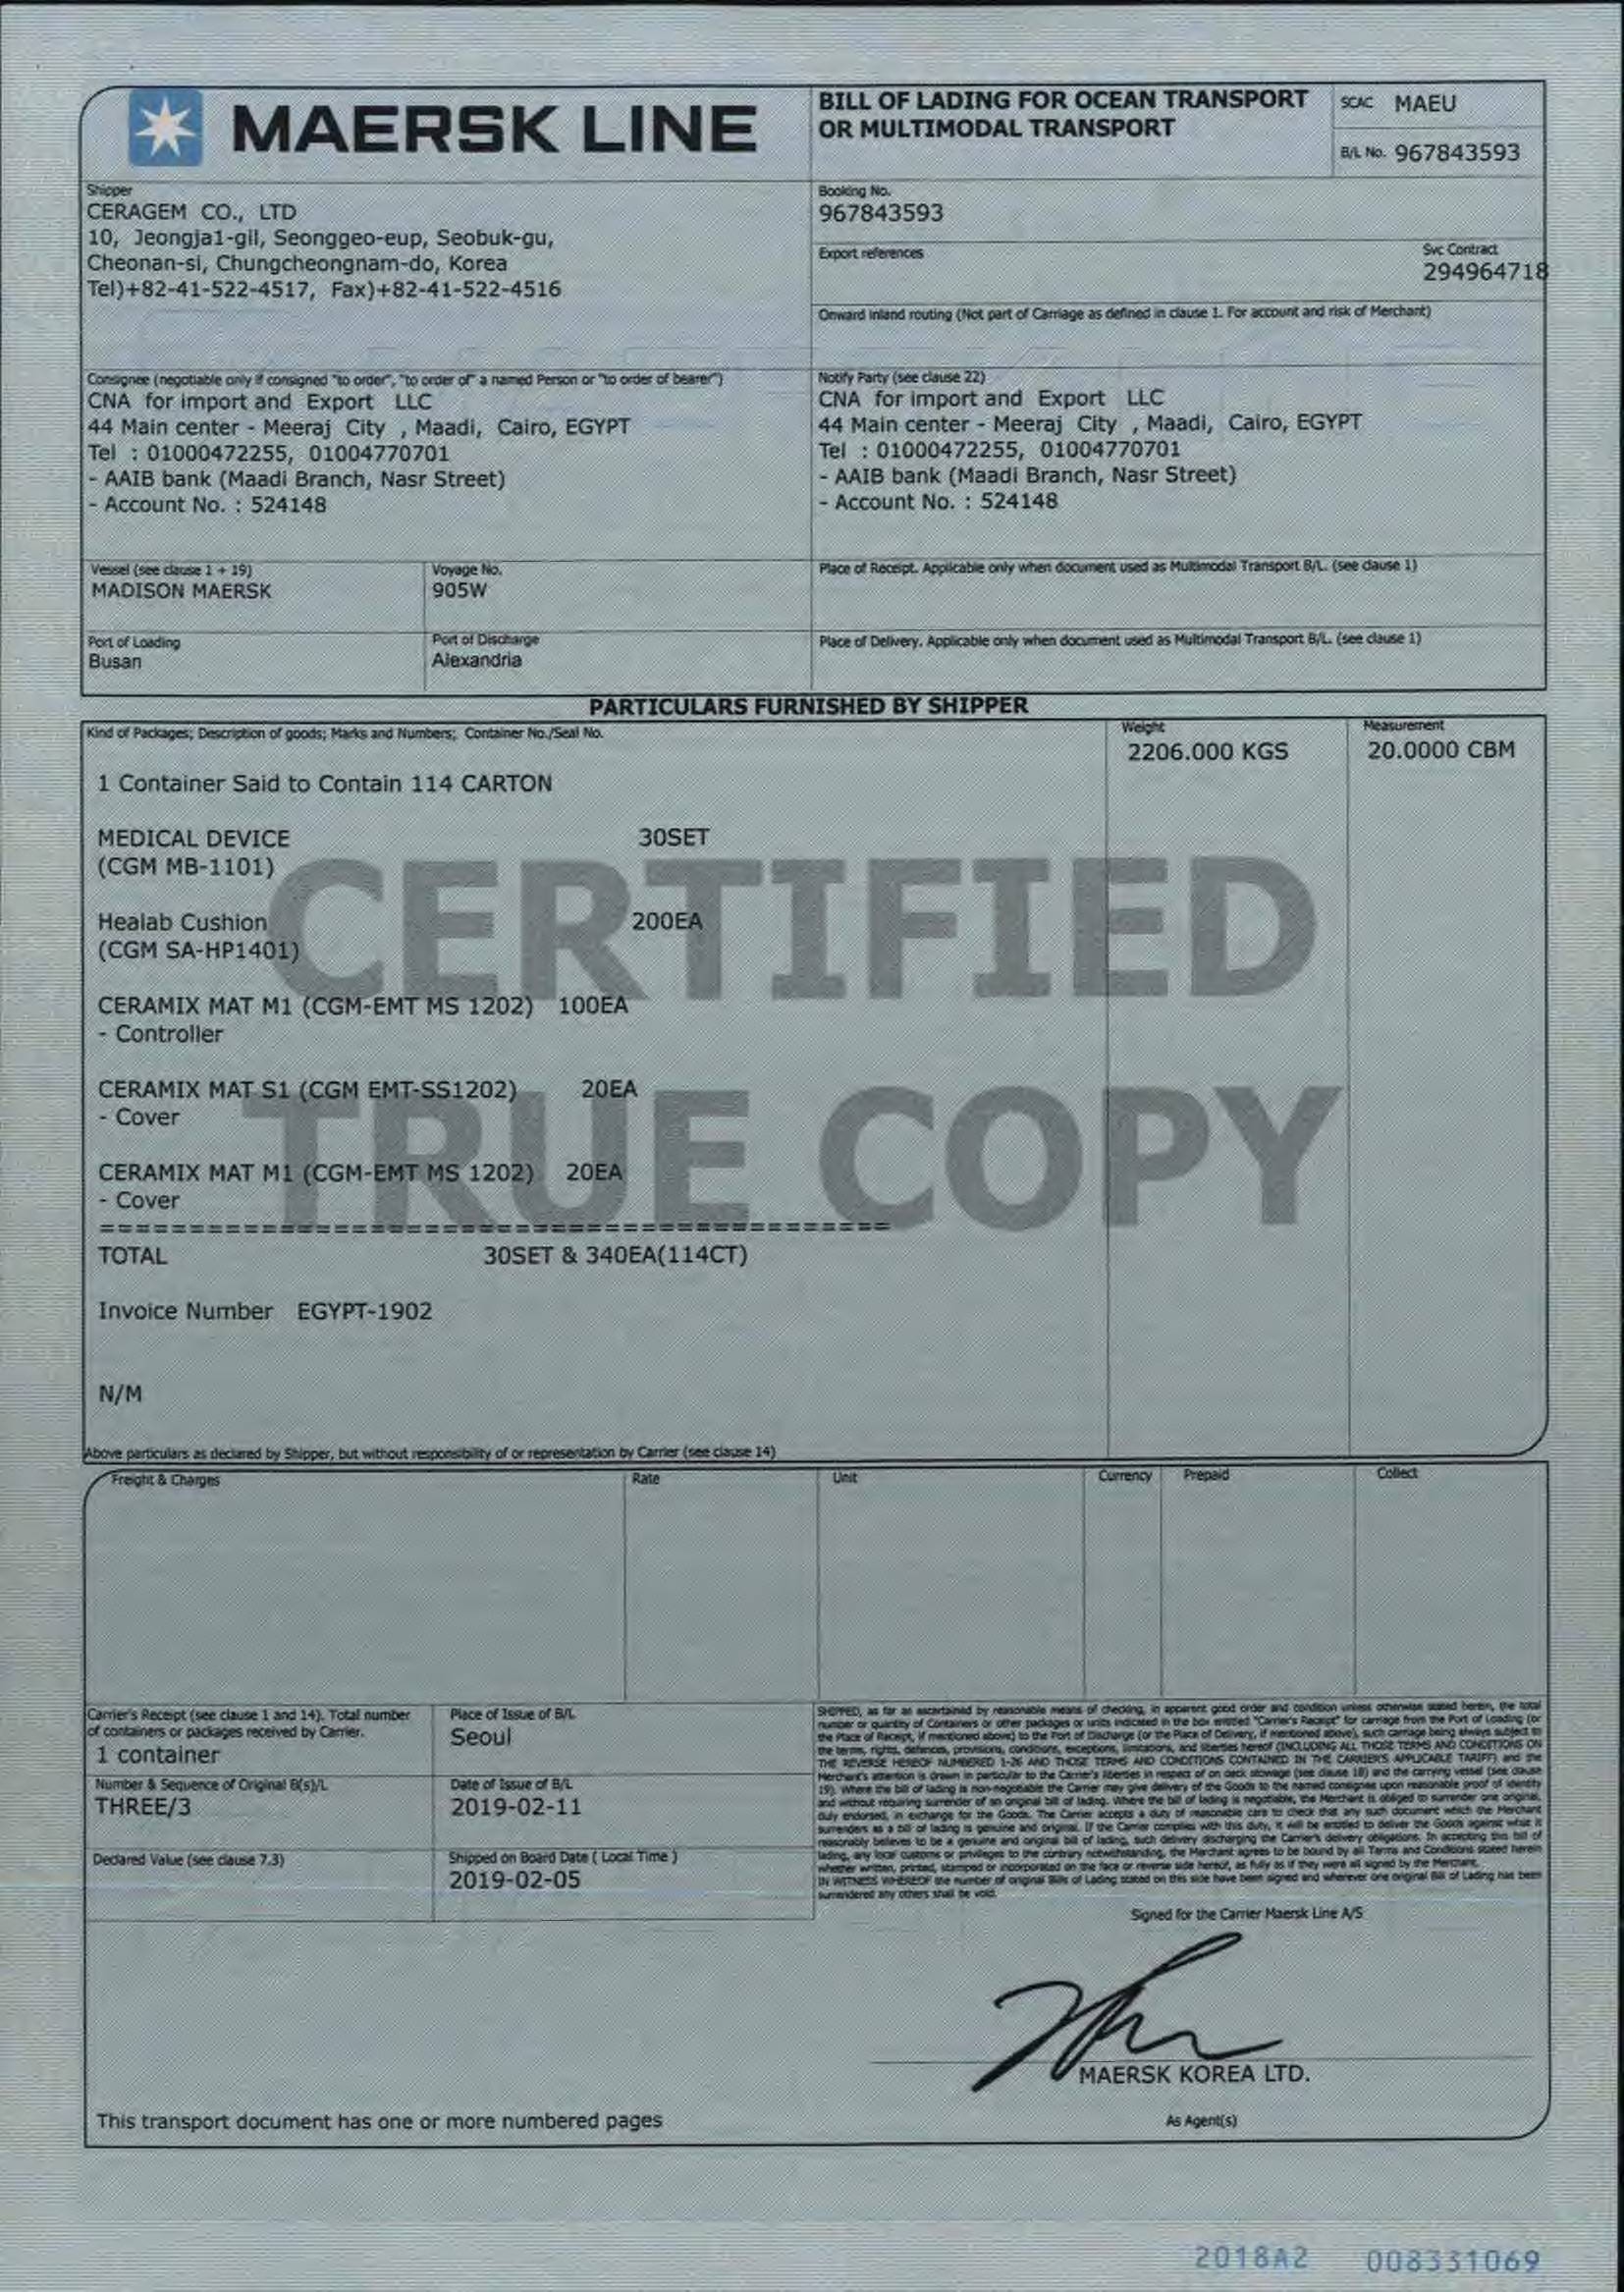 MAERSK LINE
BILL OF LADING FOR OCEAN TRANSPORT
OR MULTIMODAL TRANSPORT
SCAC MAEU
B/L No. 967843593
Shipper
CERAGEM CO., LTD
10, Jeongja1-gil, Seonggeo-eup, Seobuk-gu,
Cheonan-si, Chungcheongnam-do, Korea
Tel)+82-41-522-4517, Fax)+82-41-522-4516
Booking No.
967843593
Export references
Svc Contract
294964718
Onward inland routing (Not part of Carriage as defined in clause 1. For account and risk of Merchant)
Consignee (negotiable only if consigned "to order", "to order of" a named Person or "to order of bearer")
CNA for import and Export LLC
44 Main center - Meeraj City , Maadi, Cairo, EGYPT
Tel : 01000472255, 01004770701
- AAIB bank (Maadi Branch, Nasr Street)
- Account No. : 524148
Notify Party (see clause 22)
CNA for import and Export LLC
44 Main center - Meeraj City , Maadi, Cairo, EGYPT
Tel : 01000472255, 01004770701
- AAIB bank (Maadi Branch, Nasr Street)
- Account No. : 524148
Vessel (see clause 1 + 19)
MADISON MAERSK
Voyage No.
905W
Place of Receipt. Applicable only when document used as Multimodal Transport B/L. (see clause 1)
Port of Loading
Busan
Port of Discharge
Alexandria
Place of Delivery. Applicable only when document used as Multimodal Transport B/L. (see clause 1)
PARTICULARS FURNISHED BY SHIPPER
Kind of Packages; Description of goods; Marks and Numbers; Container No./Seal No.
Weight
2206.000 KGS
Measurement
20.0000 CBM
1 Container Said to Contain 114 CARTON
MEDICAL DEVICE 30SET
(CGM MB-1101)
CERTIFIED
Healab Cushion 200EA
(CGM SA-HP1401)
CERAMIX MAT M1 (CGM-EMT MS 1202) 100EA
- Controller
CERAMIX MAT S1 (CGM EMT-SS1202) 20EA
- Cover
TRUE COPY
CERAMIX MAT M1 (CGM-EMT MS 1202) 20EA
- Cover
==============================================
TOTAL 30SET & 340EA(114CT)
Invoice Number EGYPT-1902
N/M
Above particulars as declared by Shipper, but without responsibility of or representation by Carrier (see clause 14)
Freight & Charges Rate Unit Currency Prepaid Collect
Carrier's Receipt (see clause 1 and 14). Total number
of containers or packages received by Carrier.
1 container
Place of Issue of B/L
Seoul
Number & Sequence of Original B(s)/L
THREE/3
Date of Issue of B/L
2019-02-11
Declared Value (see clause 7.3)
Shipped on Board Date ( Local Time )
2019-02-05
SHIPPED, as far as ascertained by reasonable means of checking, in apparent good order and condition unless otherwise stated herein, the total
number or quantity of Containers or other packages or units indicated in the box entitled "Carrier's Receipt" for carriage from the Port of Loading (or
the Place of Receipt, if mentioned above) to the Port of Discharge (or the Place of Delivery, if mentioned above), such carriage being always subject to
the terms, rights, defences, provisions, conditions, exceptions, limitations, and liberties hereof (INCLUDING ALL THOSE TERMS AND CONDITIONS ON
THE REVERSE HEREOF NUMBERED 1-26 AND THOSE TERMS AND CONDITIONS CONTAINED IN THE CARRIER'S APPLICABLE TARIFF) and the
Merchant's attention is drawn in particular to the Carrier's liberties in respect of on deck stowage (see clause 18) and the carrying vessel (see clause
19). Where the bill of lading is non-negotiable the Carrier may give delivery of the Goods to the named consignee upon reasonable proof of identity
and without requiring surrender of an original bill of lading. Where the bill of lading is negotiable, the Merchant is obliged to surrender one original,
duly endorsed, in exchange for the Goods. The Carrier accepts a duty of reasonable care to check that any such document which the Merchant
surrenders as a bill of lading is genuine and original. If the Carrier complies with this duty, it will be entitled to deliver the Goods against what it
reasonably believes to be a genuine and original bill of lading, such delivery discharging the Carrier's delivery obligations. In accepting this bill of
lading, any local customs or privileges to the contrary notwithstanding, the Merchant agrees to be bound by all Terms and Conditions stated herein
whether written, printed, stamped or incorporated on the face or reverse side hereof, as fully as if they were all signed by the Merchant.
IN WITNESS WHEREOF the number of original Bills of Lading stated on this side have been signed and wherever one original Bill of Lading has been
surrendered any others shall be void.
Signed for the Carrier Maersk Line A/S
MAERSK KOREA LTD.
As Agent(s)
This transport document has one or more numbered pages
2018A2 008331069